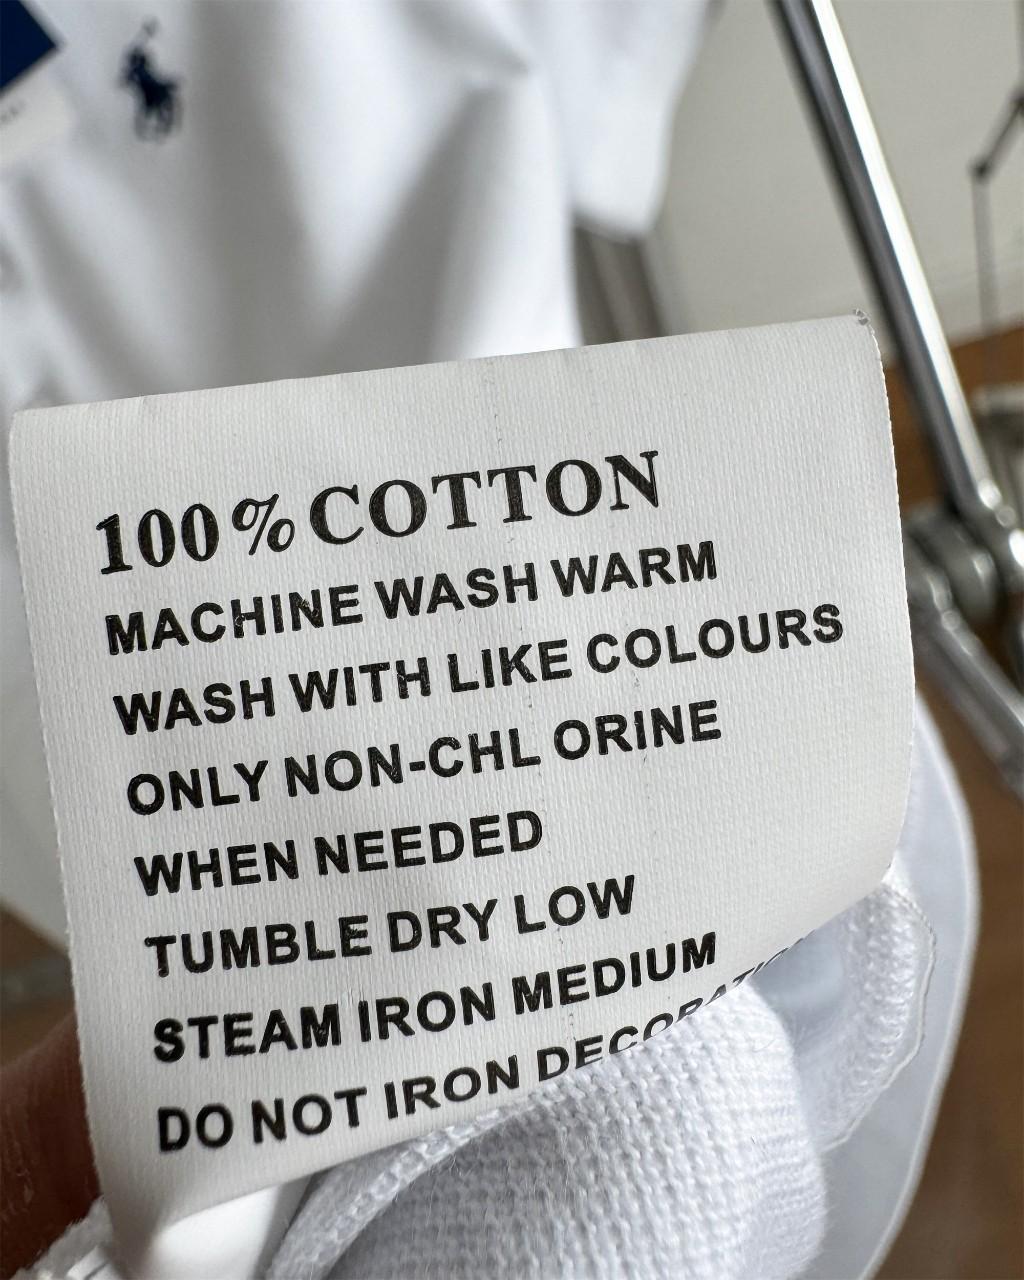 100% COTTON
MACHINE WASH WARM
WASH WITH LIKE COLOURS
ONLY NON-CHL ORINE
WHEN NEEDED
TUMBLE DRY LOW
STEAM IRON MEDIUM
DO NOT IRON